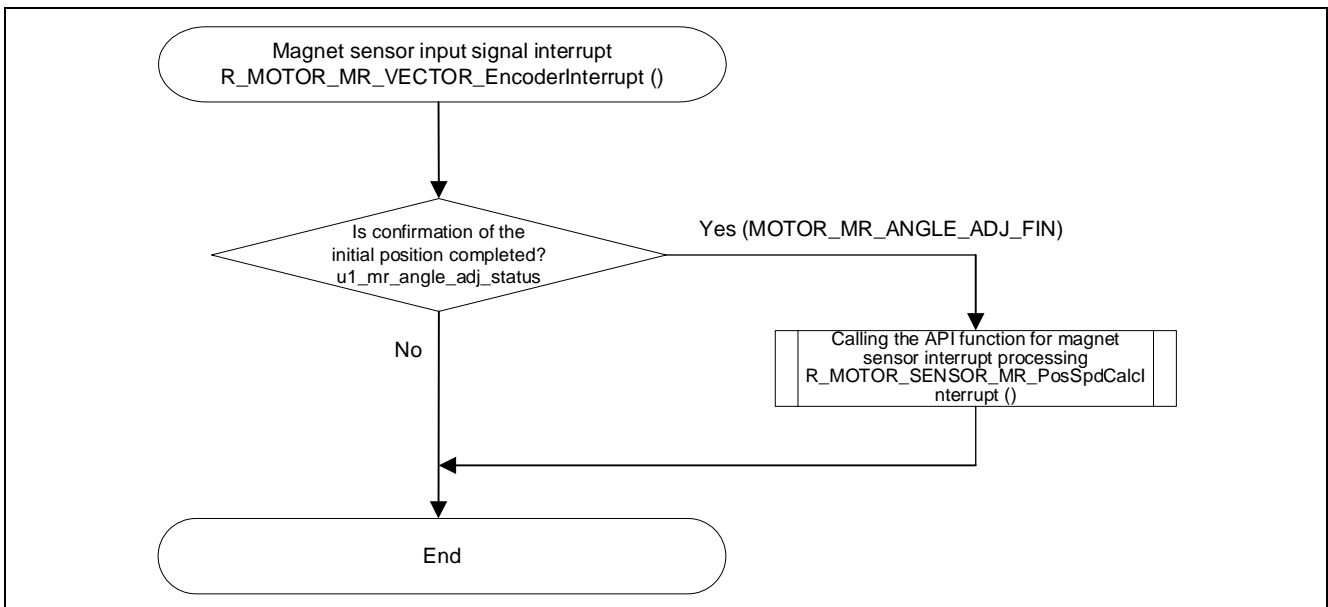 Magnet sensor input signal interrupt
R_MOTOR_MR_VECTOR_EncoderInterrupt ()
Is confirmation of the
initial position completed?
u1_mr_angle_adj_status
Yes (MOTOR_MR_ANGLE_ADJ_FIN)
No
Calling the API function for magnet
sensor interrupt processing
R_MOTOR_SENSOR_MR_PosSpdCalcI
nterrupt ()
End